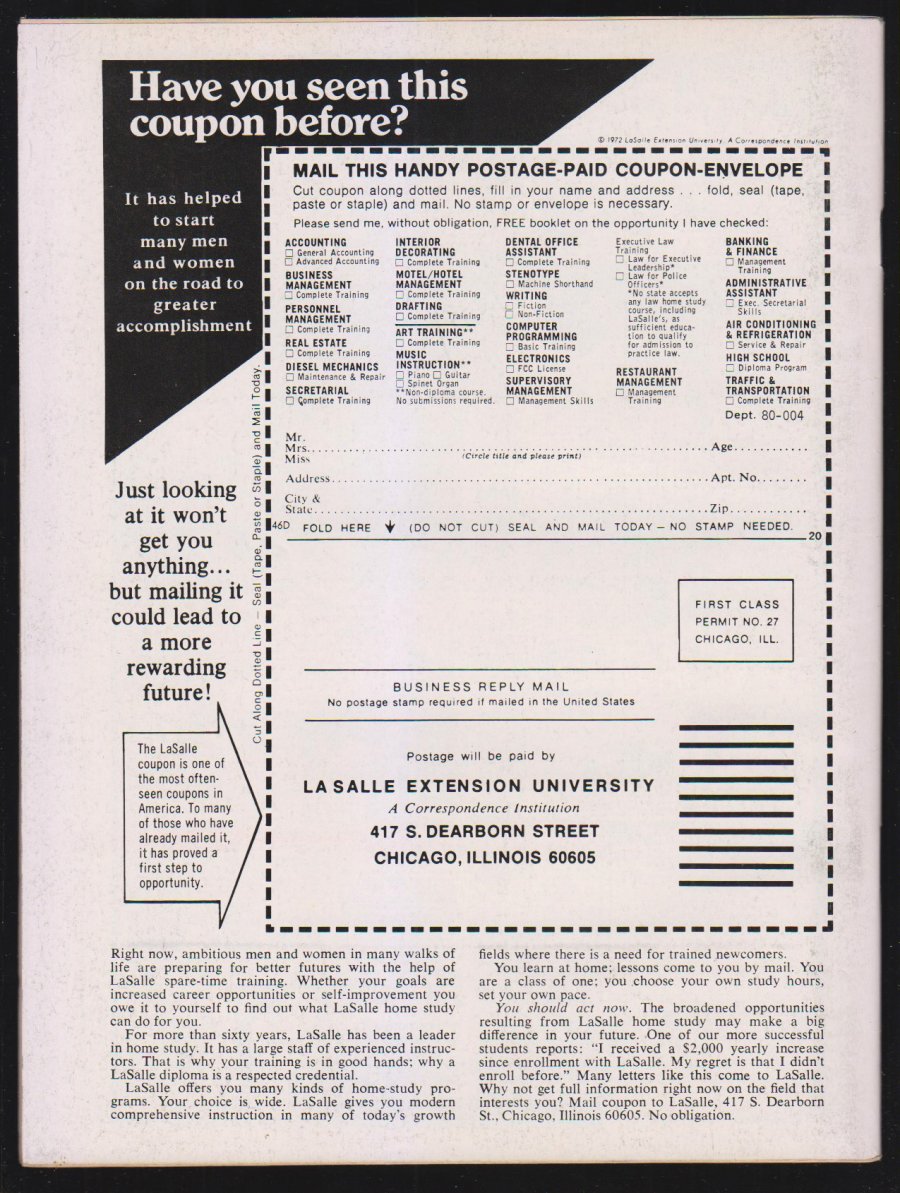 Have you seen this
coupon before?
© 1972 LaSalle Extension University, A Correspondence Institution
It has helped
to start
many men
and women
on the road to
greater
accomplishment
MAIL THIS HANDY POSTAGE-PAID COUPON-ENVELOPE
Cut coupon along dotted lines, fill in your name and address . . . fold, seal (tape,
paste or staple) and mail. No stamp or envelope is necessary.
Please send me, without obligation, FREE booklet on the opportunity I have checked:
ACCOUNTING
□ General Accounting
□ Advanced Accounting
BUSINESS
MANAGEMENT
□ Complete Training
PERSONNEL
MANAGEMENT
□ Complete Training
REAL ESTATE
□ Complete Training
DIESEL MECHANICS
□ Maintenance & Repair
SECRETARIAL
□ Complete Training
INTERIOR
DECORATING
□ Complete Training
MOTEL/HOTEL
MANAGEMENT
□ Complete Training
DRAFTING
□ Complete Training
ART TRAINING**
□ Complete Training
MUSIC
INSTRUCTION**
□ Piano □ Guitar
□ Spinet Organ
**Non-diploma course.
No submissions required.
DENTAL OFFICE
ASSISTANT
□ Complete Training
STENOTYPE
□ Machine Shorthand
WRITING
□ Fiction
□ Non-Fiction
COMPUTER
PROGRAMMING
□ Basic Training
ELECTRONICS
□ FCC License
SUPERVISORY
MANAGEMENT
□ Management Skills
Executive Law
Training
□ Law for Executive
Leadership*
□ Law for Police
Officers*
*No state accepts
any law home study
course, including
LaSalle's, as
sufficient educa-
tion to qualify
for admission to
practice law.
RESTAURANT
MANAGEMENT
□ Management
Training
BANKING
& FINANCE
□ Management
Training
ADMINISTRATIVE
ASSISTANT
□ Exec. Secretarial
Skills
AIR CONDITIONING
& REFRIGERATION
□ Service & Repair
HIGH SCHOOL
□ Diploma Program
TRAFFIC &
TRANSPORTATION
□ Complete Training
Dept. 80-004
Mr.
Mrs. Age
Miss (Circle title and please print)
Address Apt. No.
City &
State Zip
46D FOLD HERE ↓ (DO NOT CUT) SEAL AND MAIL TODAY – NO STAMP NEEDED.
20
Cut Along Dotted Line – Seal (Tape, Paste or Staple) and Mail Today.
Just looking
at it won't
get you
anything...
but mailing it
could lead to
a more
rewarding
future!
FIRST CLASS
PERMIT NO. 27
CHICAGO, ILL.
BUSINESS REPLY MAIL
No postage stamp required if mailed in the United States
Postage will be paid by
LA SALLE EXTENSION UNIVERSITY
A Correspondence Institution
417 S. DEARBORN STREET
CHICAGO, ILLINOIS 60605
The LaSalle
coupon is one of
the most often-
seen coupons in
America. To many
of those who have
already mailed it,
it has proved a
first step to
opportunity.
Right now, ambitious men and women in many walks of
life are preparing for better futures with the help of
LaSalle spare-time training. Whether your goals are
increased career opportunities or self-improvement you
owe it to yourself to find out what LaSalle home study
can do for you.
For more than sixty years, LaSalle has been a leader
in home study. It has a large staff of experienced instruc-
tors. That is why your training is in good hands; why a
LaSalle diploma is a respected credential.
LaSalle offers you many kinds of home-study pro-
grams. Your choice is wide. LaSalle gives you modern
comprehensive instruction in many of today's growth
fields where there is a need for trained newcomers.
You learn at home; lessons come to you by mail. You
are a class of one; you choose your own study hours,
set your own pace.
You should act now. The broadened opportunities
resulting from LaSalle home study may make a big
difference in your future. One of our more successful
students reports: "I received a $2,000 yearly increase
since enrollment with LaSalle. My regret is that I didn't
enroll before." Many letters like this come to LaSalle.
Why not get full information right now on the field that
interests you? Mail coupon to LaSalle, 417 S. Dearborn
St., Chicago, Illinois 60605. No obligation.